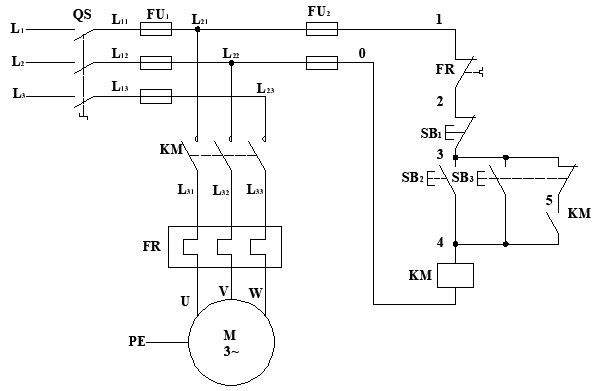 QS L11 FU1 L21 FU2 1
L1
L2 L12 L22 0
L3 L13 L23
FR
2
SB1
KM 3
SB2 SB3
L31 L32 L33 5 KM
FR 4
KM
U V W
PE M
3~